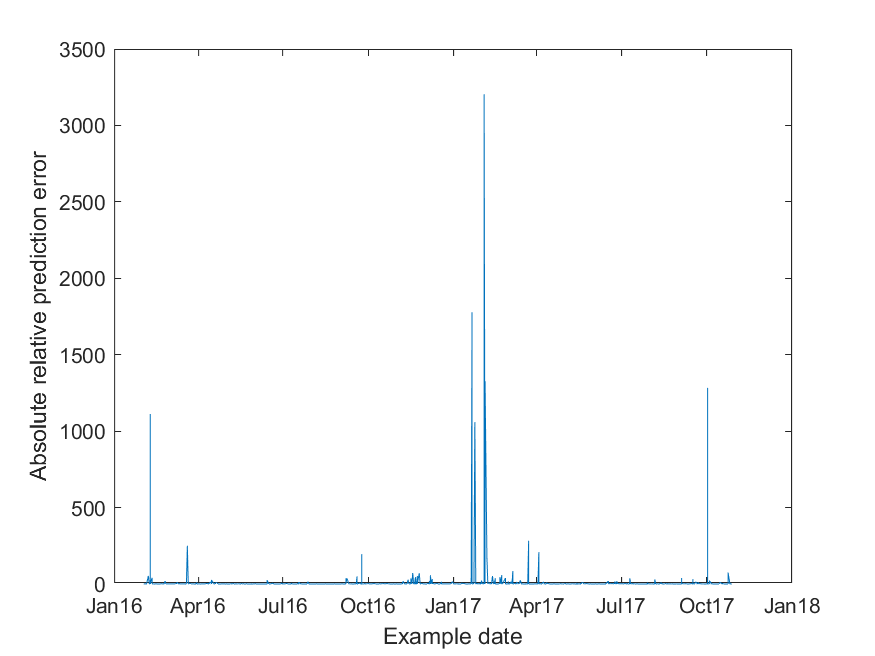 3500
3000
2500
2000
1500
1000
500
0
Jan16 Apr16 Jul16 Oct16 Jan17 Apr17 Jul17 Oct17 Jan18
Example date
Absolute relative prediction error